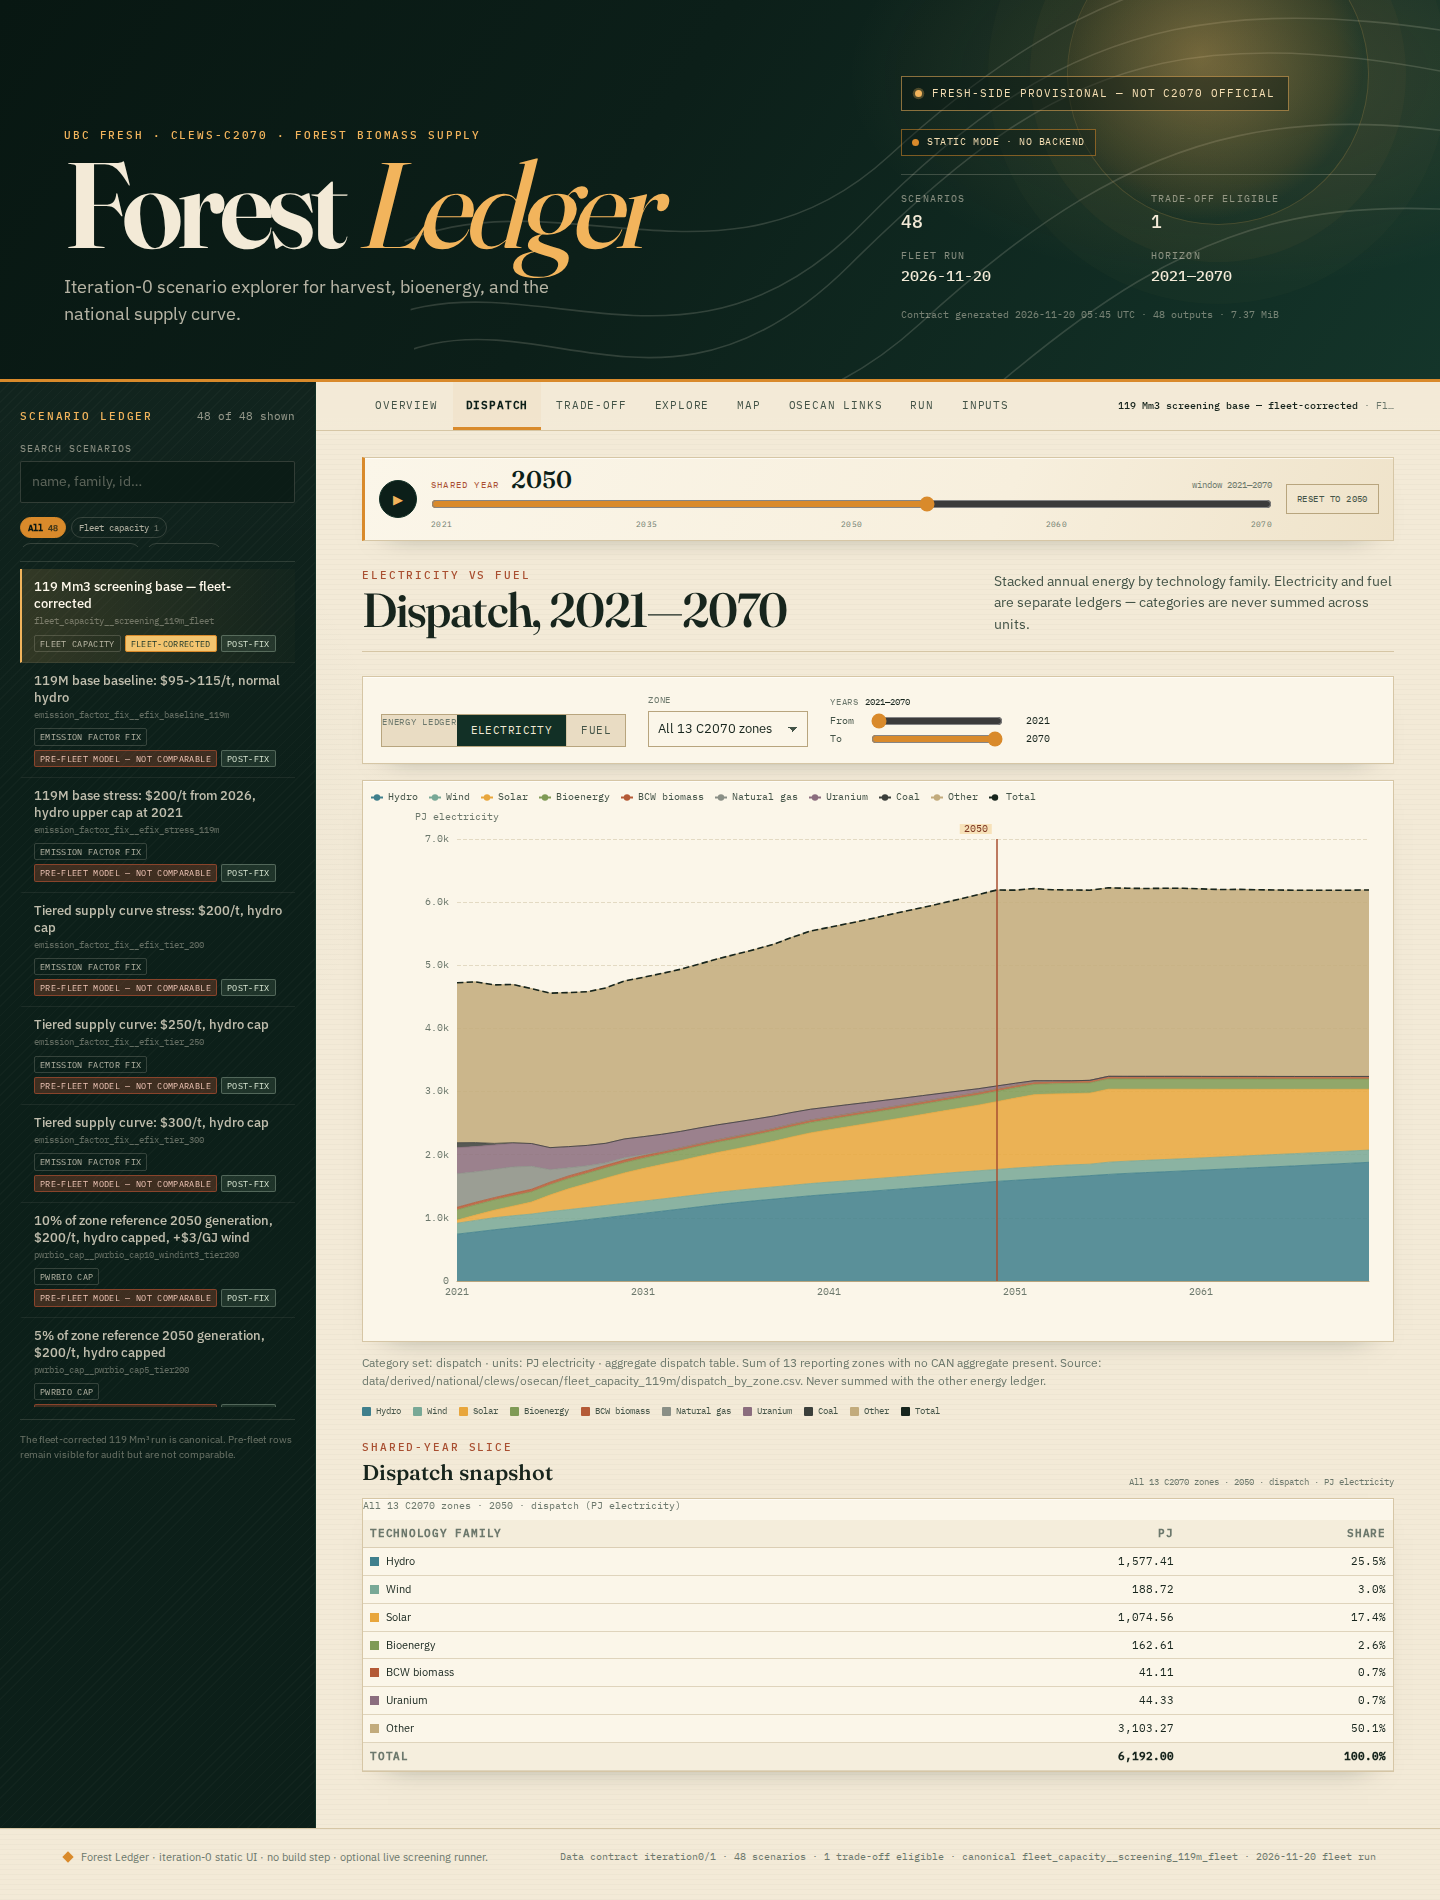 UBC FRESH · CLEWS-C2070 · FOREST BIOMASS SUPPLY
Forest Ledger
Iteration-0 scenario explorer for harvest, bioenergy, and the
national supply curve.
FRESH-SIDE PROVISIONAL — NOT C2070 OFFICIAL
STATIC MODE · NO BACKEND
SCENARIOS
48
TRADE-OFF ELIGIBLE
1
FLEET RUN
2026-11-20
HORIZON
2021—2070
Contract generated 2026-11-20 05:45 UTC · 48 outputs · 7.37 MiB
SCENARIO LEDGER
48 of 48 shown
SEARCH SCENARIOS
name, family, id…
All 48
Fleet capacity 1
119 Mm3 screening base — fleet-
corrected
fleet_capacity__screening_119m_fleet
FLEET CAPACITY
FLEET-CORRECTED
POST-FIX
119M base baseline: $95->115/t, normal
hydro
emission_factor_fix__efix_baseline_119m
EMISSION FACTOR FIX
PRE-FLEET MODEL — NOT COMPARABLE
POST-FIX
119M base stress: $200/t from 2026,
hydro upper cap at 2021
emission_factor_fix__efix_stress_119m
EMISSION FACTOR FIX
PRE-FLEET MODEL — NOT COMPARABLE
POST-FIX
Tiered supply curve stress: $200/t, hydro
cap
emission_factor_fix__efix_tier_200
EMISSION FACTOR FIX
PRE-FLEET MODEL — NOT COMPARABLE
POST-FIX
Tiered supply curve: $250/t, hydro cap
emission_factor_fix__efix_tier_250
EMISSION FACTOR FIX
PRE-FLEET MODEL — NOT COMPARABLE
POST-FIX
Tiered supply curve: $300/t, hydro cap
emission_factor_fix__efix_tier_300
EMISSION FACTOR FIX
PRE-FLEET MODEL — NOT COMPARABLE
POST-FIX
10% of zone reference 2050 generation,
$200/t, hydro capped, +$3/GJ wind
pwrbio_cap__pwrbio_cap10_windint3_tier200
PWRBIO CAP
PRE-FLEET MODEL — NOT COMPARABLE
POST-FIX
5% of zone reference 2050 generation,
$200/t, hydro capped
pwrbio_cap__pwrbio_cap5_tier200
PWRBIO CAP
The fleet-corrected 119 Mm³ run is canonical. Pre-fleet rows
remain visible for audit but are not comparable.
OVERVIEW
DISPATCH
TRADE-OFF
EXPLORE
MAP
OSECAN LINKS
RUN
INPUTS
119 Mm3 screening base — fleet-corrected · Fl…
SHARED YEAR 2050
window 2021—2070
2021 2035 2050 2060 2070
RESET TO 2050
ELECTRICITY VS FUEL
Dispatch, 2021—2070
Stacked annual energy by technology family. Electricity and fuel
are separate ledgers — categories are never summed across
units.
ENERGY LEDGER
ELECTRICITY
FUEL
ZONE
All 13 C2070 zones
YEARS 2021—2070
From 2021
To 2070
Hydro Wind Solar Bioenergy BCW biomass Natural gas Uranium Coal Other Total
PJ electricity
2050
7.0k
6.0k
5.0k
4.0k
3.0k
2.0k
1.0k
0
2021 2031 2041 2051 2061
Category set: dispatch · units: PJ electricity · aggregate dispatch table. Sum of 13 reporting zones with no CAN aggregate present. Source:
data/derived/national/clews/osecan/fleet_capacity_119m/dispatch_by_zone.csv. Never summed with the other energy ledger.
Hydro Wind Solar Bioenergy BCW biomass Natural gas Uranium Coal Other Total
SHARED-YEAR SLICE
Dispatch snapshot
All 13 C2070 zones · 2050 · dispatch · PJ electricity
All 13 C2070 zones · 2050 · dispatch (PJ electricity)
TECHNOLOGY FAMILY PJ SHARE
Hydro 1,577.41 25.5%
Wind 188.72 3.0%
Solar 1,074.56 17.4%
Bioenergy 162.61 2.6%
BCW biomass 41.11 0.7%
Uranium 44.33 0.7%
Other 3,103.27 50.1%
TOTAL 6,192.00 100.0%
Forest Ledger · iteration-0 static UI · no build step · optional live screening runner.
Data contract iteration0/1 · 48 scenarios · 1 trade-off eligible · canonical fleet_capacity__screening_119m_fleet · 2026-11-20 fleet run